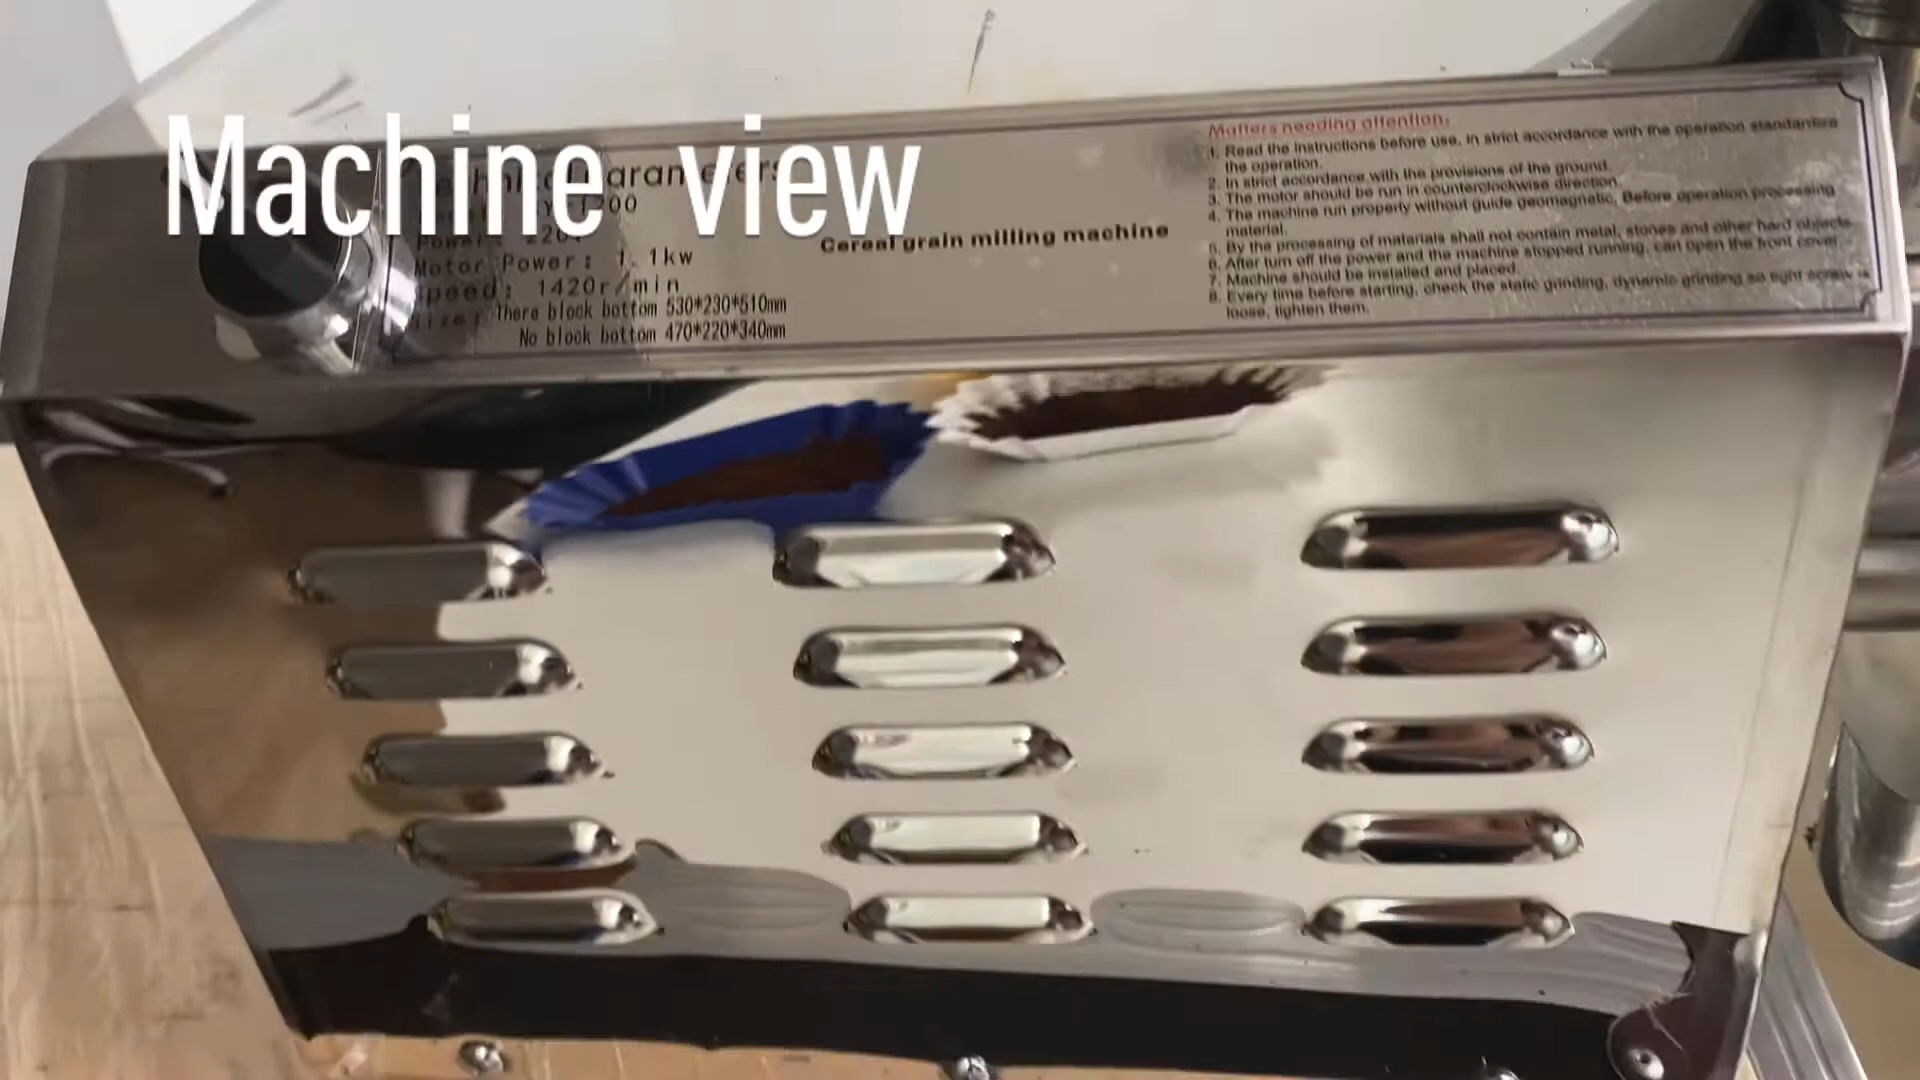 Machine view
Power: 220
Motor Power: 1.1kw
Speed: 1420r/min
There block bottom 530*230*510mm
No block bottom 470*220*340mm
Cereal grain milling machine
Matters needing attention:
1. Read the instructions before use, in strict accordance with the operation standardize
the operation.
2. In strict accordance with the provisions of the ground.
3. The motor should be run in counterclockwise direction.
4. The machine run properly without guide geomagnetic, Before operation processing
material.
5. By the processing of materials shall not contain metal, stones and other hard objects
6. After turn off the power and the machine stopped running, can open the front cover.
7. Machine should be installed and placed.
8. Every time before starting, check the static grinding, dynamic grinding so eight screw is
loose, tighten them.